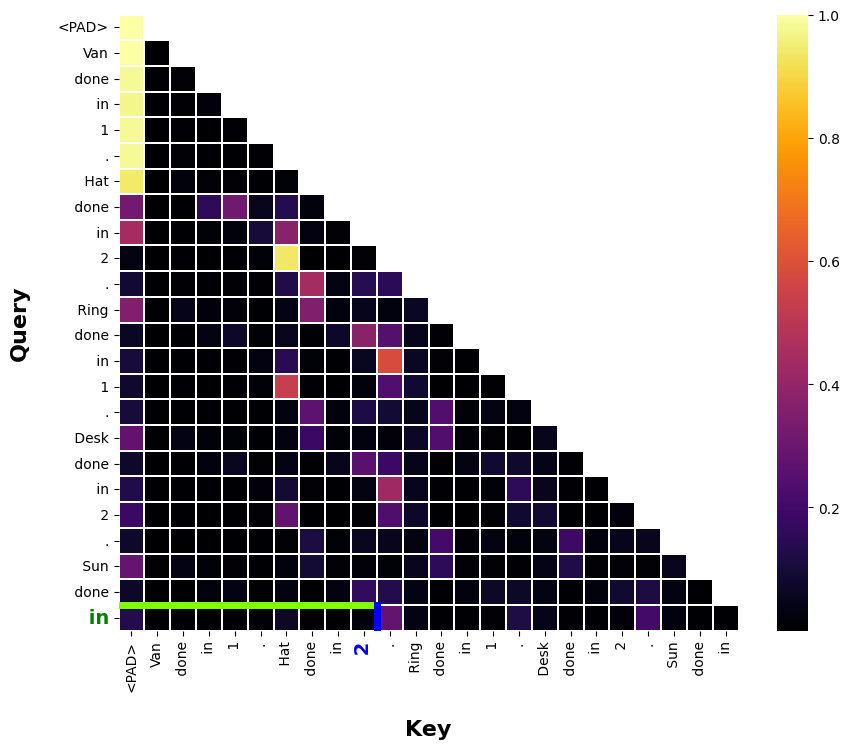 <PAD>
Van
done
in
1
.
Hat
done
in
2
.
Ring
done
in
1
.
Desk
done
in
2
.
Sun
done
in
Query
<PAD> Van done in 1 . Hat done in 2 . Ring done in 1 . Desk done in 2 . Sun done in
Key
1.0
0.8
0.6
0.4
0.2